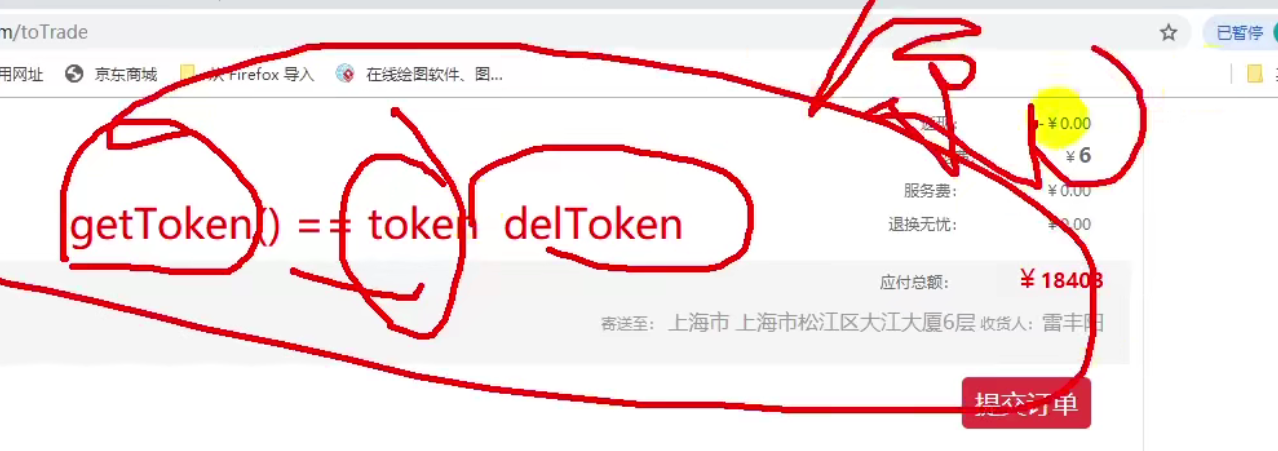 m/toTrade
已暂停
用网址 京东商城 从 Firefox 导入 在线绘图软件、图...
-￥0.00
￥6
服务费: ￥0.00
getToken() == token delToken
退换无忧: ￥0.00
应付总额: ￥18403
寄送至: 上海市 上海市松江区大江大厦6层 收货人: 雷丰阳
提交订单